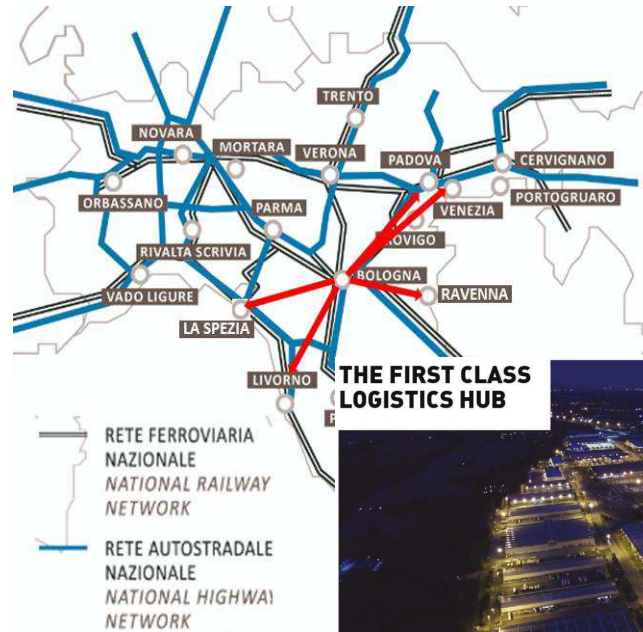 TRENTO
NOVARA
MORTARA
VERONA
PADOVA
CERVIGNANO
ORBASSANO
PARMA
VENEZIA
PORTOGRUARO
RIVALTA SCRIVIA
BOLOGNA
RAVENNA
VADO LIGURE
LA SPEZIA
LIVORNO
THE FIRST CLASS
LOGISTICS HUB
RETE FERROVIARIA
NAZIONALE
NATIONAL RAILWAY
NETWORK
RETE AUTOSTRADALE
NAZIONALE
NATIONAL HIGHWAY
NETWORK